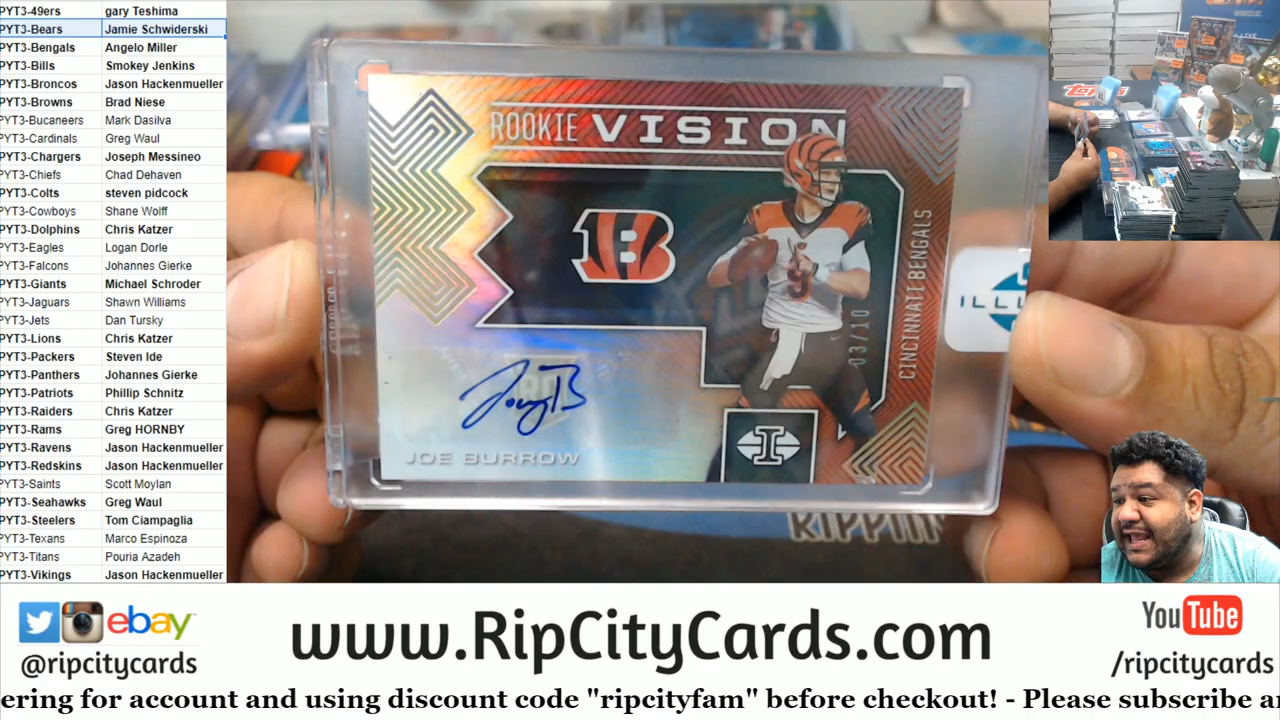 PYT3-49ers gary Teshima
PYT3-Bears Jamie Schwiderski
PYT3-Bengals Angelo Miller
PYT3-Bills Smokey Jenkins
PYT3-Broncos Jason Hackenmueller
PYT3-Browns Brad Niese
PYT3-Bucaneers Mark Dasilva
PYT3-Cardinals Greg Waul
PYT3-Chargers Joseph Messineo
PYT3-Chiefs Chad Dehaven
PYT3-Colts steven pidcock
PYT3-Cowboys Shane Wolff
PYT3-Dolphins Chris Katzer
PYT3-Eagles Logan Dorle
PYT3-Falcons Johannes Gierke
PYT3-Giants Michael Schroder
PYT3-Jaguars Shawn Williams
PYT3-Jets Dan Tursky
PYT3-Lions Chris Katzer
PYT3-Packers Steven Ide
PYT3-Panthers Johannes Gierke
PYT3-Patriots Phillip Schnitz
PYT3-Raiders Chris Katzer
PYT3-Rams Greg HORNBY
PYT3-Ravens Jason Hackenmueller
PYT3-Redskins Jason Hackenmueller
PYT3-Saints Scott Moylan
PYT3-Seahawks Greg Waul
PYT3-Steelers Tom Ciampaglia
PYT3-Texans Marco Espinoza
PYT3-Titans Pouria Azadeh
PYT3-Vikings Jason Hackenmueller
ROOKIE VISION
B
9
03/10
CINCINNATI BENGALS
JoeyB
JOE BURROW
I
ILLU
RIPPIN
Topps
ebay
@ripcitycards
www.RipCityCards.com
YouTube
/ripcitycards
ering for account and using discount code "ripcityfam" before checkout! - Please subscribe a